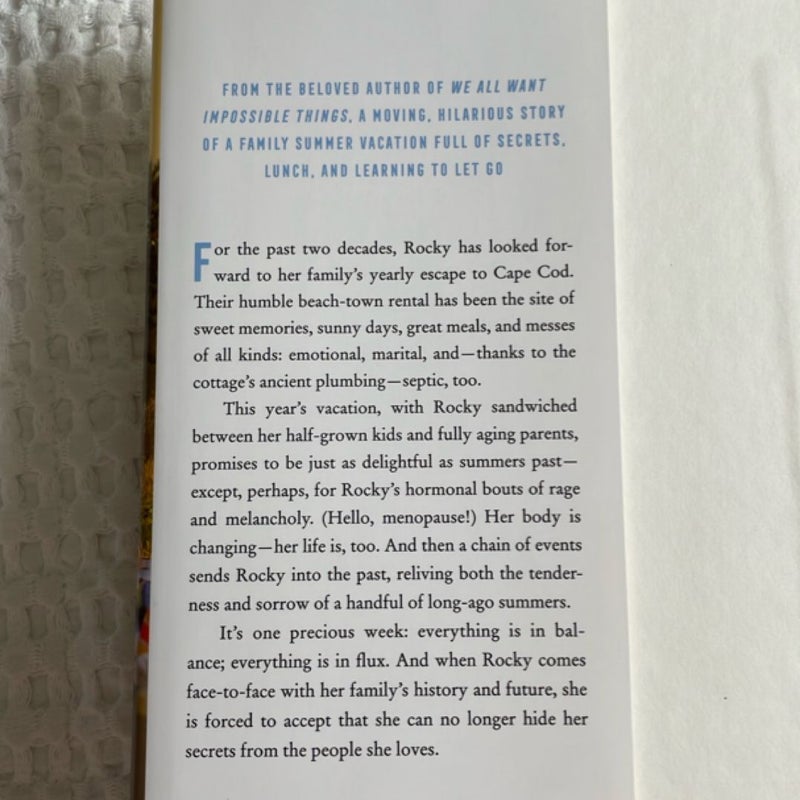 FROM THE BELOVED AUTHOR OF WE ALL WANT
IMPOSSIBLE THINGS, A MOVING, HILARIOUS STORY
OF A FAMILY SUMMER VACATION FULL OF SECRETS,
LUNCH, AND LEARNING TO LET GO
For the past two decades, Rocky has looked for-
ward to her family's yearly escape to Cape Cod.
Their humble beach-town rental has been the site of
sweet memories, sunny days, great meals, and messes
of all kinds: emotional, marital, and—thanks to the
cottage's ancient plumbing—septic, too.
This year's vacation, with Rocky sandwiched
between her half-grown kids and fully aging parents,
promises to be just as delightful as summers past—
except, perhaps, for Rocky's hormonal bouts of rage
and melancholy. (Hello, menopause!) Her body is
changing—her life is, too. And then a chain of events
sends Rocky into the past, reliving both the tender-
ness and sorrow of a handful of long-ago summers.
It's one precious week: everything is in bal-
ance; everything is in flux. And when Rocky comes
face-to-face with her family's history and future, she
is forced to accept that she can no longer hide her
secrets from the people she loves.